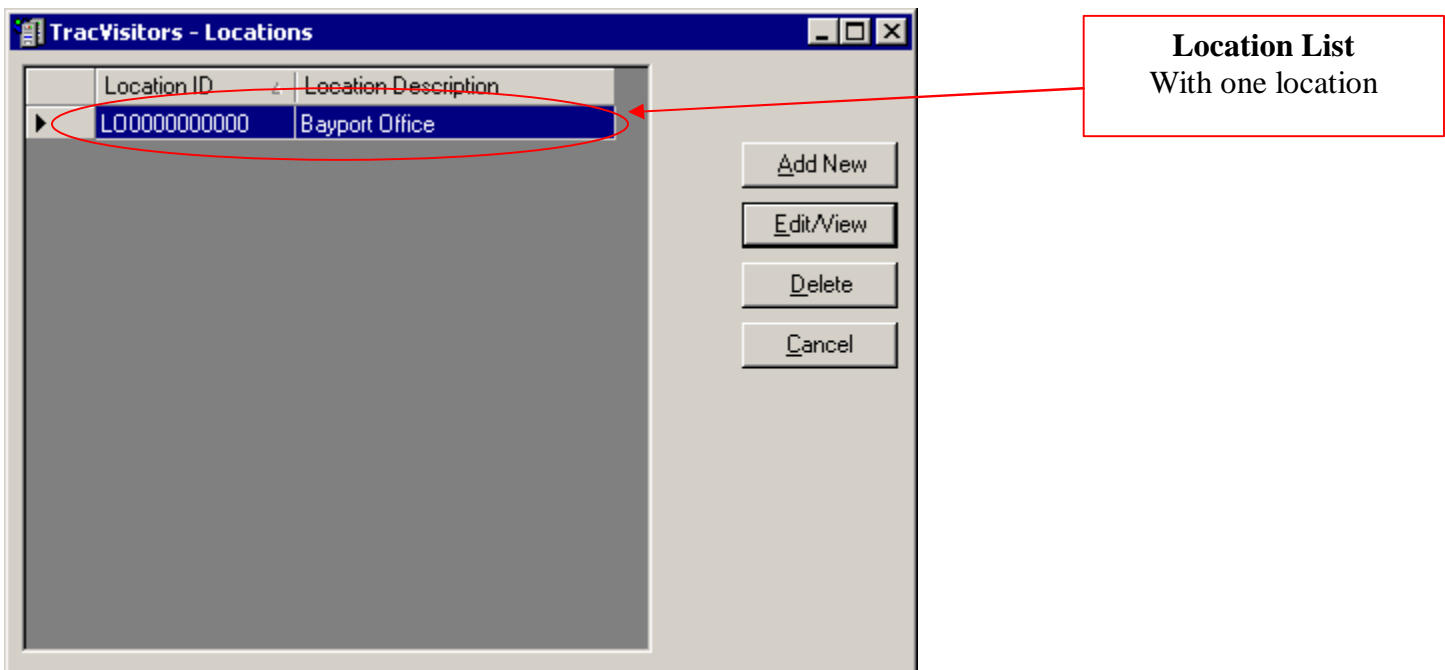 TracVisitors - Locations
Location ID Location Description
LO0000000000 Bayport Office
Add New
Edit/View
Delete
Cancel
Location List
With one location